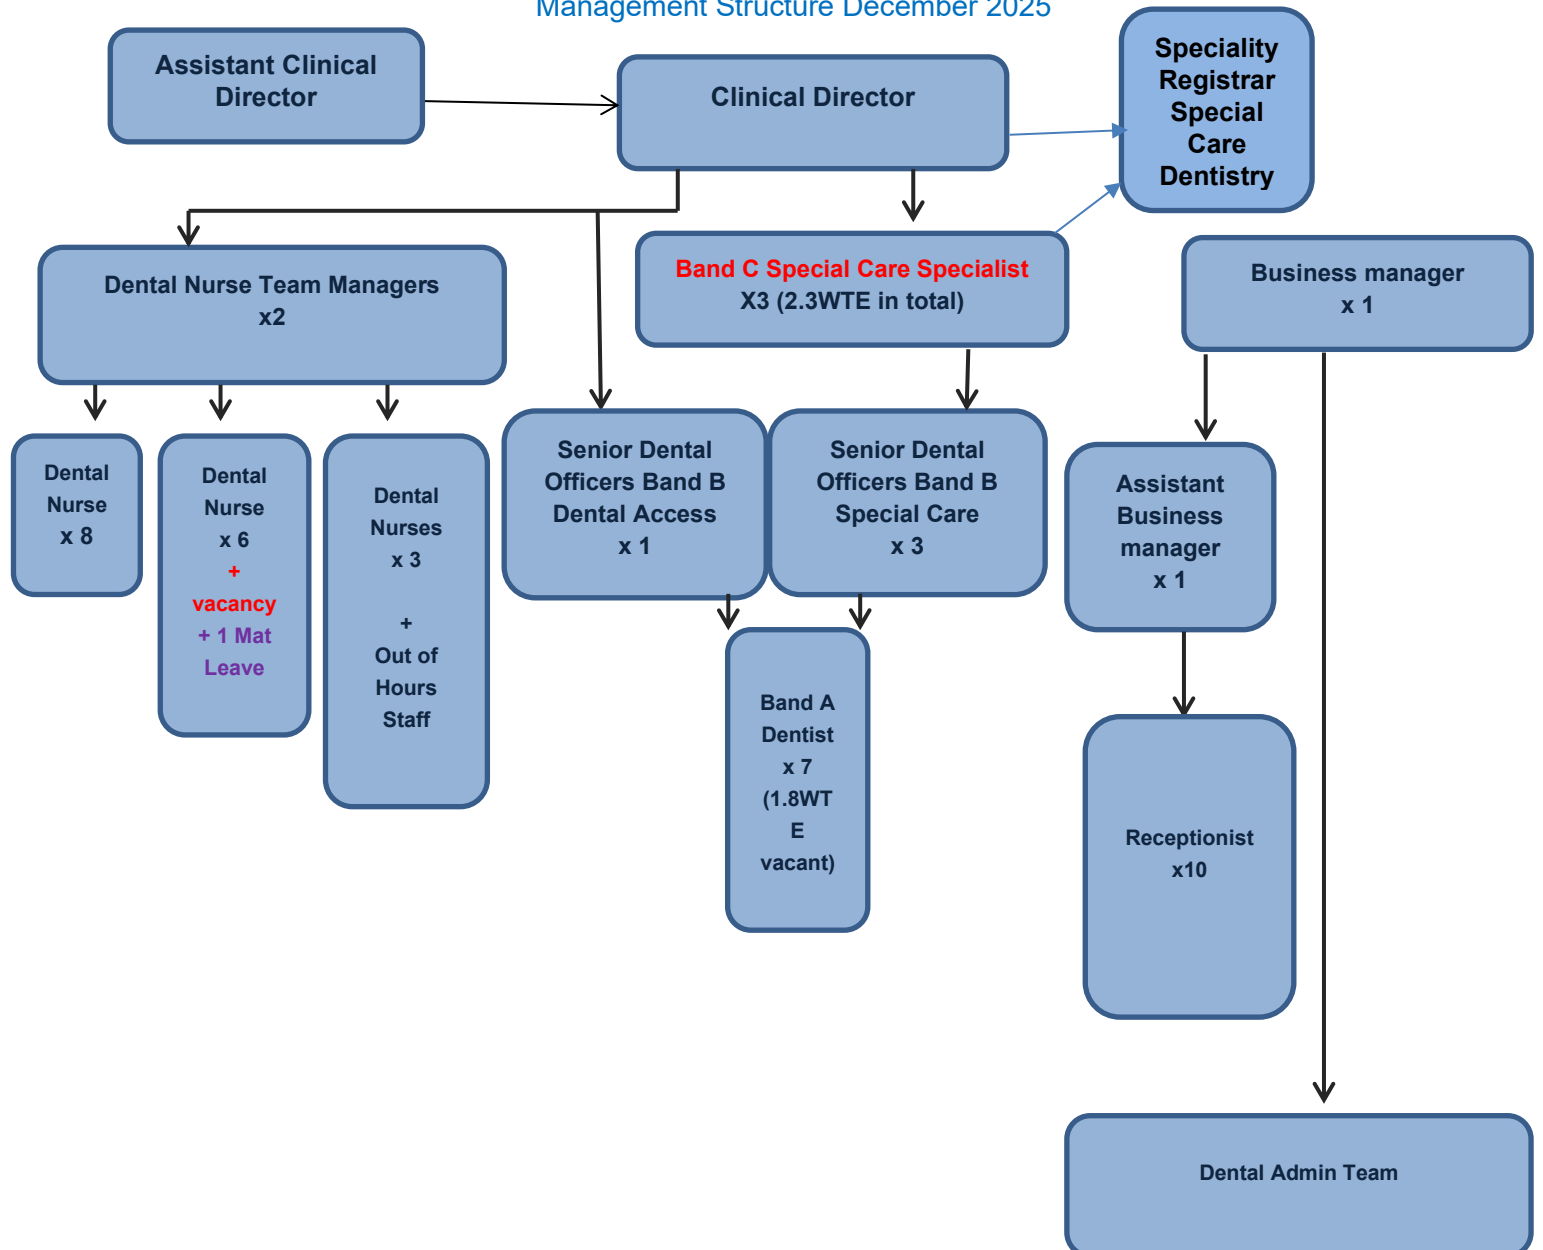 Management Structure December 2025
Assistant Clinical
Director
Clinical Director
Speciality
Registrar
Special
Care
Dentistry
Dental Nurse Team Managers
x2
Band C Special Care Specialist
X3 (2.3WTE in total)
Business manager
x 1
Dental
Nurse
x 8
Dental
Nurse
x 6
+
vacancy
+ 1 Mat
Leave
Dental
Nurses
x 3
+
Out of
Hours
Staff
Senior Dental
Officers Band B
Dental Access
x 1
Senior Dental
Officers Band B
Special Care
x 3
Assistant
Business
manager
x 1
Band A
Dentist
x 7
(1.8WT
E
vacant)
Receptionist
x10
Dental Admin Team